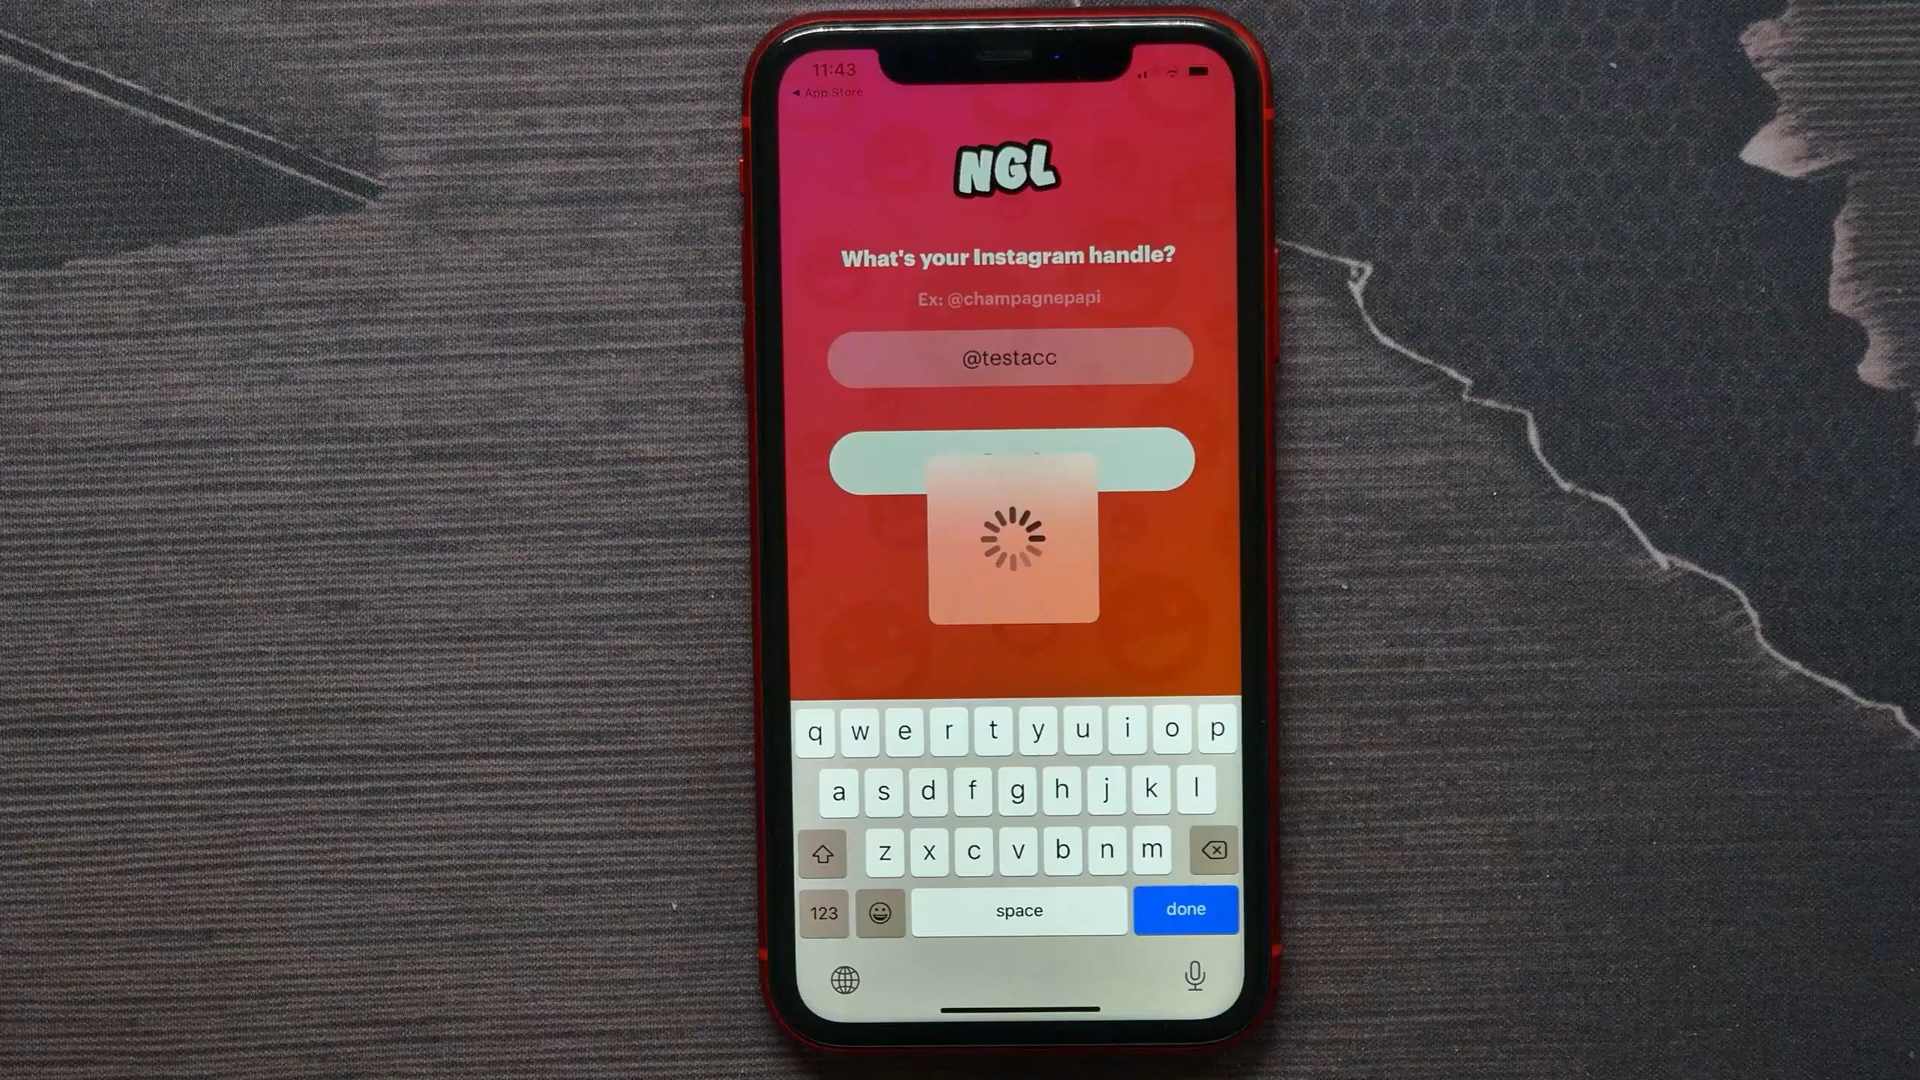 11:43
◄ App Store
NGL
What's your Instagram handle?
Ex: @champagnepapi
@testacc
q w e r t y u i o p
a s d f g h j k l
z x c v b n m
123 space done